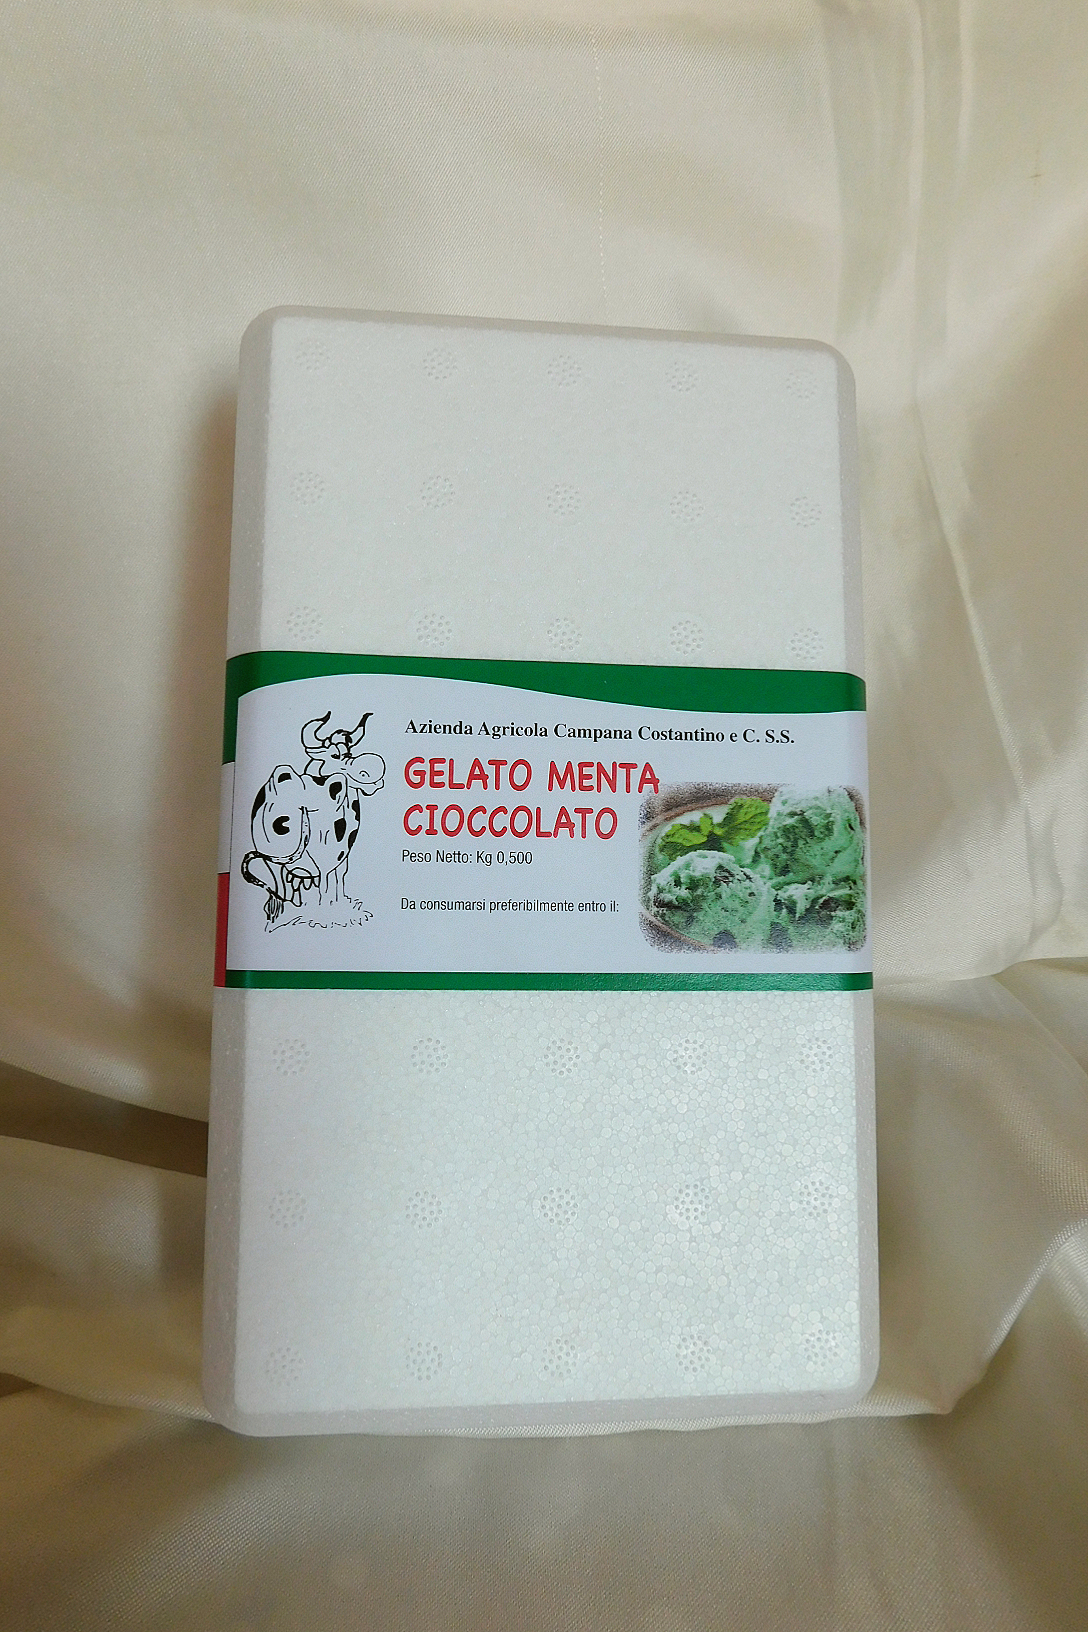 Azienda Agricola Campana Costantino e C. S.S.
GELATO MENTA
CIOCCOLATO
Peso Netto: Kg 0,500
Da consumarsi preferibilmente entro il: